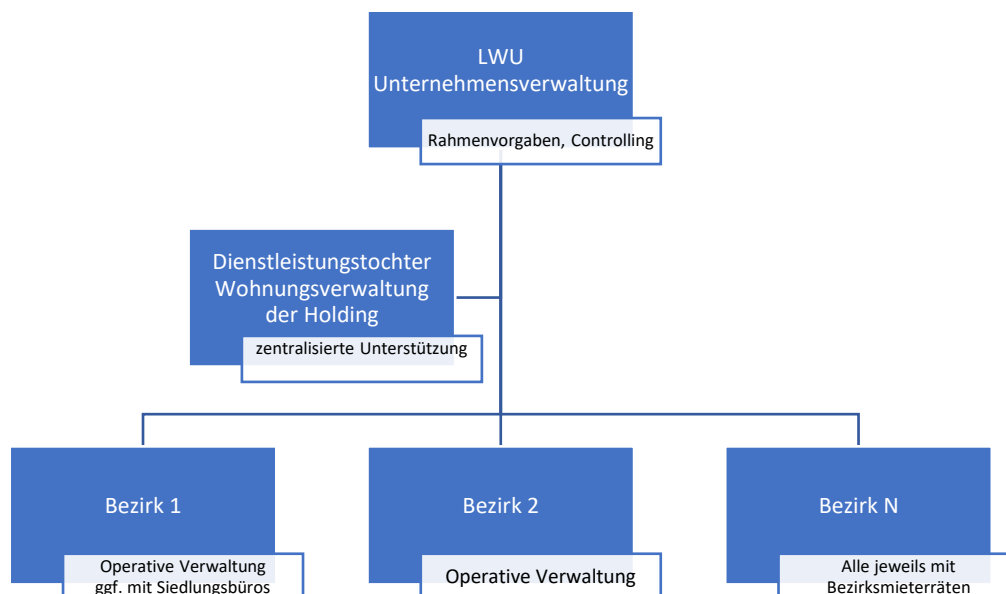 LWU
Unternehmensverwaltung
Rahmenvorgaben, Controlling
Dienstleistungstochter
Wohnungsverwaltung
der Holding
zentralisierte Unterstützung
Bezirk 1
Operative Verwaltung
ggf. mit Siedlungsbüros
Bezirk 2
Operative Verwaltung
Bezirk N
Alle jeweils mit
Bezirksmieterräten